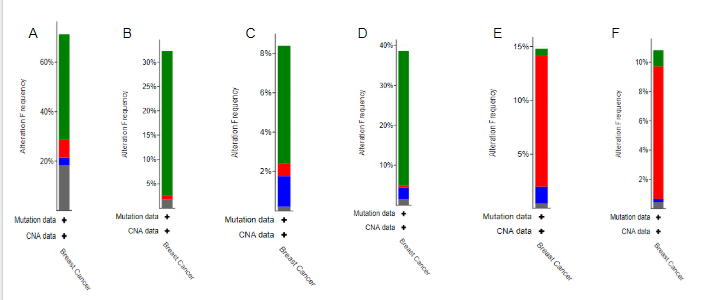 A
Alteration Frequency
60%
40%
20%
Mutation data +
CNA data +
Breast Cancer
B
Alteration Frequency
30%
25%
20%
15%
10%
5%
Mutation data +
CNA data +
Breast Cancer
C
Alteration Frequency
8%
6%
4%
2%
Mutation data +
CNA data +
Breast Cancer
D
Alteration Frequency
40%
30%
20%
10%
Mutation data +
CNA data +
Breast Cancer
E
Alteration Frequency
15%
10%
5%
Mutation data +
CNA data +
Breast Cancer
F
Alteration Frequency
10%
8%
6%
4%
2%
Mutation data +
CNA data +
Breast Cancer